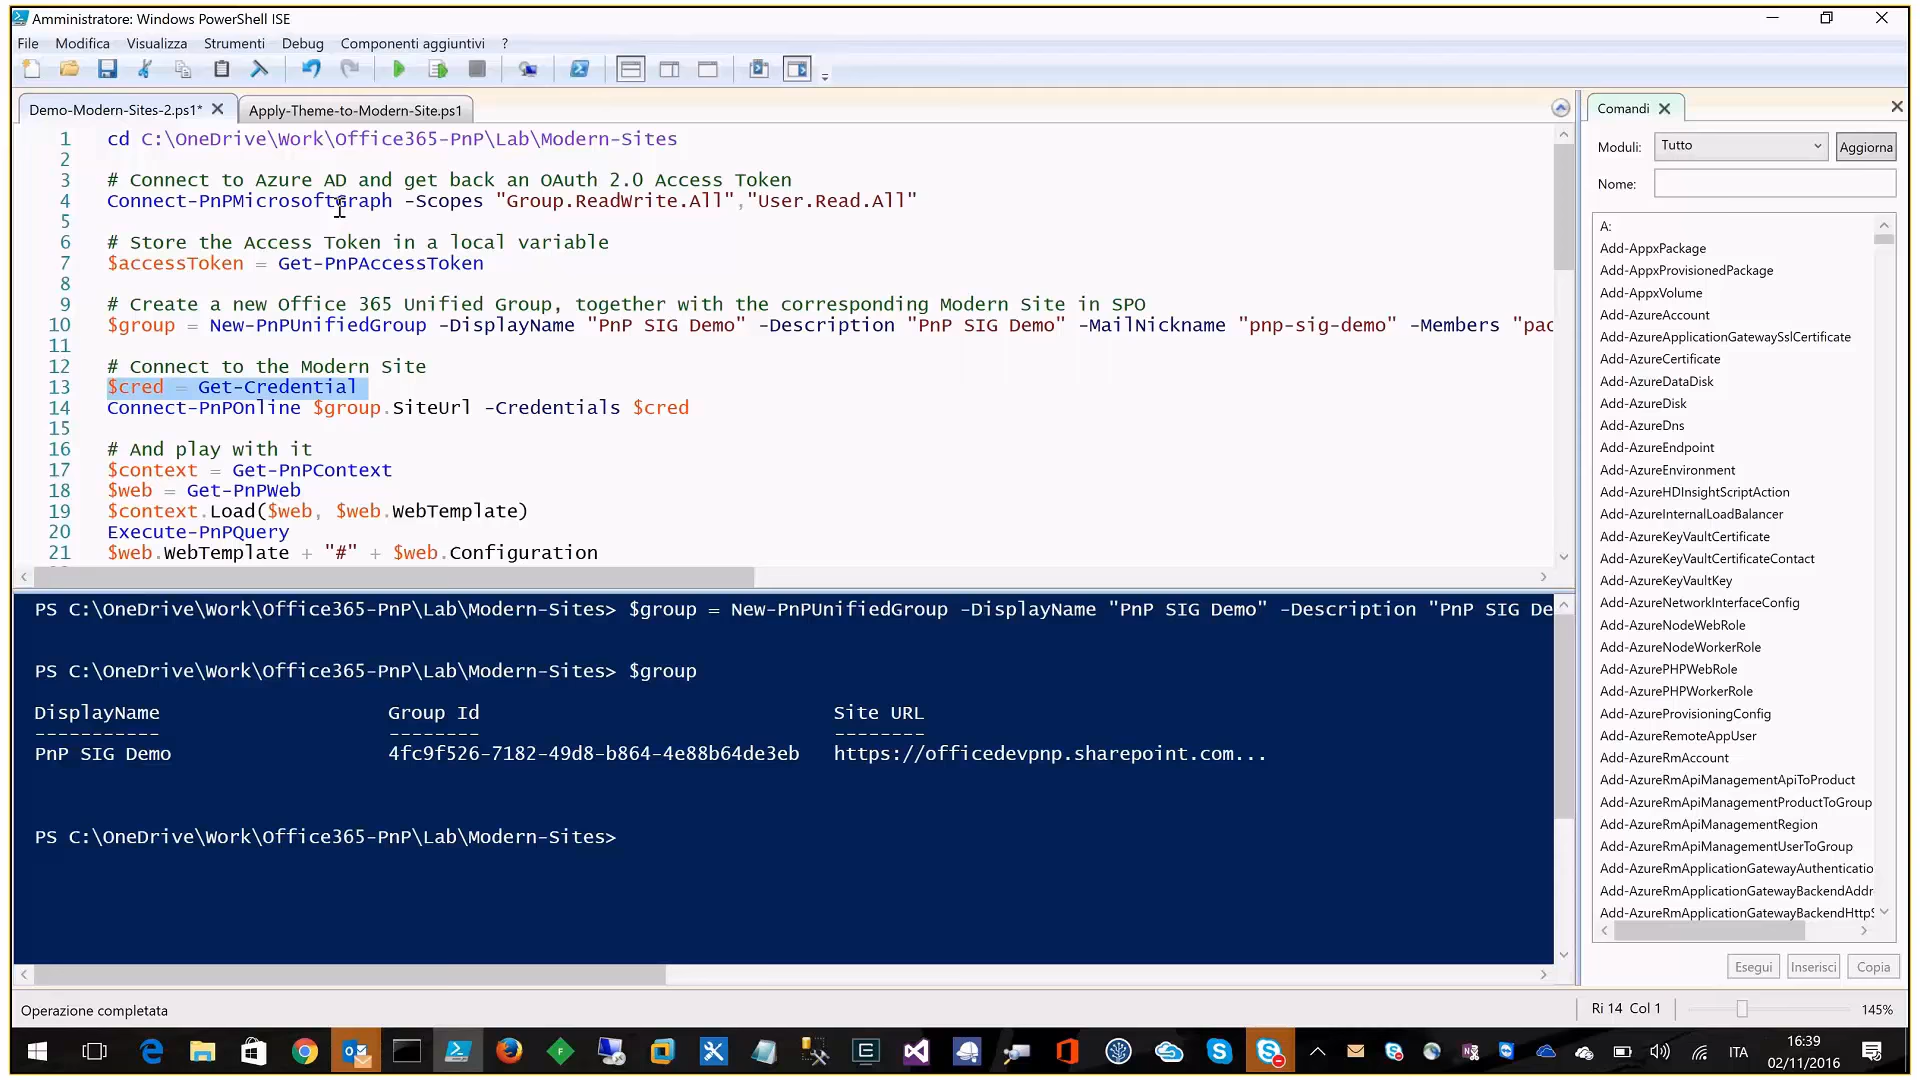 Amministratore: Windows PowerShell ISE
File Modifica Visualizza Strumenti Debug Componenti aggiuntivi ?
Demo-Modern-Sites-2.ps1* Apply-Theme-to-Modern-Site.ps1
1 cd C:\OneDrive\Work\Office365-PnP\Lab\Modern-Sites
2
3 # Connect to Azure AD and get back an OAuth 2.0 Access Token
4 Connect-PnPMicrosoftGraph -Scopes "Group.ReadWrite.All","User.Read.All"
5
6 # Store the Access Token in a local variable
7 $accessToken = Get-PnPAccessToken
8
9 # Create a new Office 365 Unified Group, together with the corresponding Modern Site in SPO
10 $group = New-PnPUnifiedGroup -DisplayName "PnP SIG Demo" -Description "PnP SIG Demo" -MailNickname "pnp-sig-demo" -Members "pac
11
12 # Connect to the Modern Site
13 $cred = Get-Credential
14 Connect-PnPOnline $group.SiteUrl -Credentials $cred
15
16 # And play with it
17 $context = Get-PnPContext
18 $web = Get-PnPWeb
19 $context.Load($web, $web.WebTemplate)
20 Execute-PnPQuery
21 $web.WebTemplate + "#" + $web.Configuration
PS C:\OneDrive\Work\Office365-PnP\Lab\Modern-Sites> $group = New-PnPUnifiedGroup -DisplayName "PnP SIG Demo" -Description "PnP SIG De
PS C:\OneDrive\Work\Office365-PnP\Lab\Modern-Sites> $group
DisplayName Group Id Site URL
----------- -------- --------
PnP SIG Demo 4fc9f526-7182-49d8-b864-4e88b64de3eb https://officedevpnp.sharepoint.com...
PS C:\OneDrive\Work\Office365-PnP\Lab\Modern-Sites>
Comandi
Moduli: Tutto Aggiorna
Nome:
A:
Add-AppxPackage
Add-AppxProvisionedPackage
Add-AppxVolume
Add-AzureAccount
Add-AzureApplicationGatewaySslCertificate
Add-AzureCertificate
Add-AzureDataDisk
Add-AzureDisk
Add-AzureDns
Add-AzureEndpoint
Add-AzureEnvironment
Add-AzureHDInsightScriptAction
Add-AzureInternalLoadBalancer
Add-AzureKeyVaultCertificate
Add-AzureKeyVaultCertificateContact
Add-AzureKeyVaultKey
Add-AzureNetworkInterfaceConfig
Add-AzureNodeWebRole
Add-AzureNodeWorkerRole
Add-AzurePHPWebRole
Add-AzurePHPWorkerRole
Add-AzureProvisioningConfig
Add-AzureRemoteAppUser
Add-AzureRmAccount
Add-AzureRmApiManagementApiToProduct
Add-AzureRmApiManagementProductToGroup
Add-AzureRmApiManagementRegion
Add-AzureRmApiManagementUserToGroup
Add-AzureRmApplicationGatewayAuthenticatio
Add-AzureRmApplicationGatewayBackendAddr
Add-AzureRmApplicationGatewayBackendHttpS
Esegui Inserisci Copia
Operazione completata Ri 14 Col 1 145%
ITA 16:39
02/11/2016